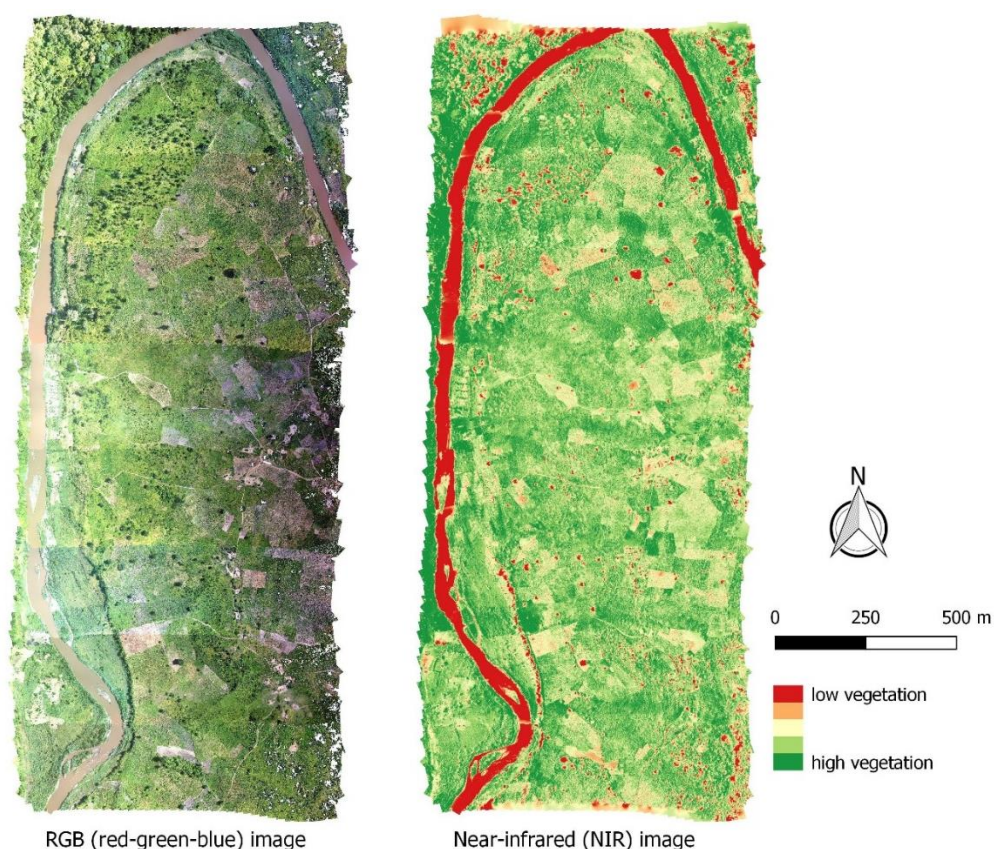 N
0 250 500 m
low vegetation
high vegetation
RGB (red-green-blue) image
Near-infrared (NIR) image